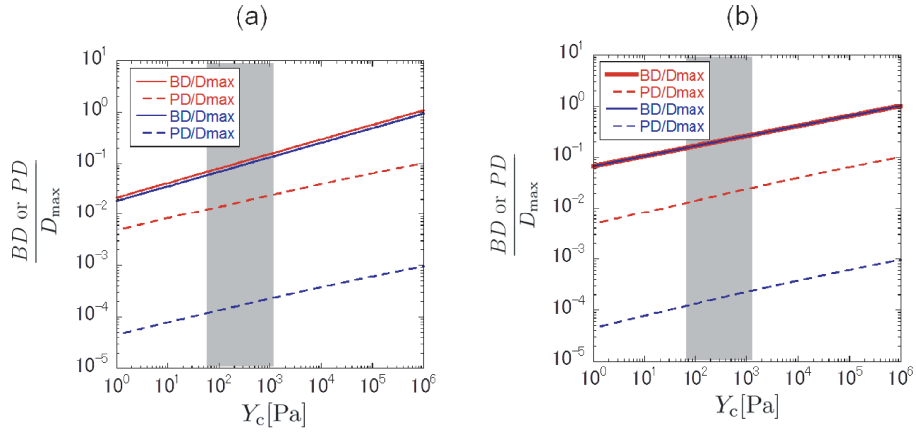 (a)
BD or PD
D_max
10^1
10^0
10^-1
10^-2
10^-3
10^-4
10^-5
BD/Dmax
PD/Dmax
BD/Dmax
PD/Dmax
10^0 10^1 10^2 10^3 10^4 10^5 10^6
Y_c[Pa]
(b)
BD or PD
D_max
10^1
10^0
10^-1
10^-2
10^-3
10^-4
10^-5
BD/Dmax
PD/Dmax
BD/Dmax
PD/Dmax
10^0 10^1 10^2 10^3 10^4 10^5 10^6
Y_c[Pa]